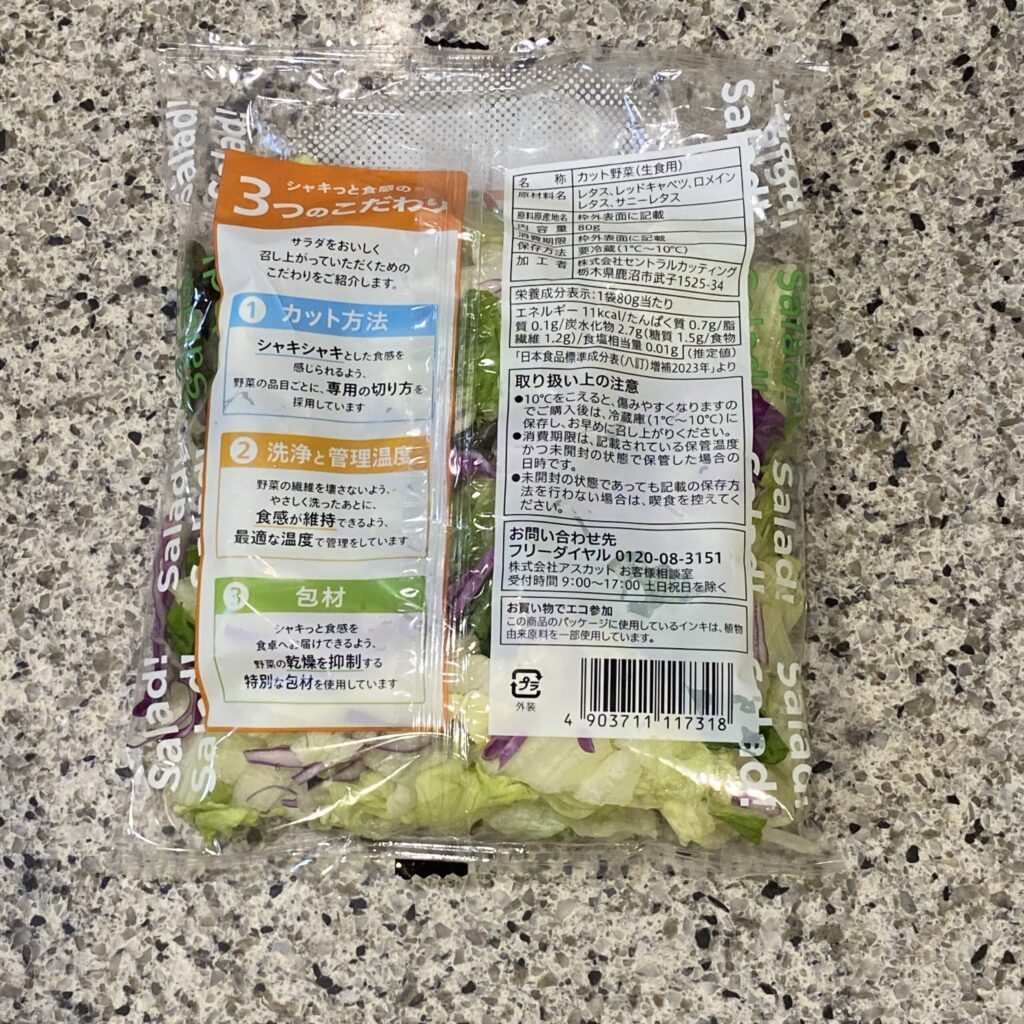 シャキっと食感の
3つのこだわり
サラダをおいしく
召し上がっていただくための
こだわりをご紹介します。
1 カット方法
シャキシャキとした食感を
感じられるよう、
野菜の品目ごとに、専用の切り方を
採用しています
2 洗浄と管理温度
野菜の繊維を壊さないよう、
やさしく洗ったあとに、
食感が維持できるよう、
最適な温度で管理をしています
3 包材
シャキっと食感を
食卓へお届けできるよう、
野菜の乾燥を抑制する
特別な包材を使用しています
名 称 カット野菜(生食用)
原材料名 レタス、レッドキャベツ、ロメイン
レタス、サニーレタス
原料原産地名 枠外表面に記載
内 容 量 80g
消費期限 枠外表面に記載
保存方法 要冷蔵(1℃〜10℃)
加 工 者 株式会社セントラルカッティング
栃木県鹿沼市武子1525-34
栄養成分表示:1袋80g当たり
エネルギー 11kcal/たんぱく質 0.7g/脂
質 0.1g/炭水化物 2.7g(糖質 1.5g/食物
繊維 1.2g)/食塩相当量 0.01g (推定値)
「日本食品標準成分表(八訂)増補2023年」より
取り扱い上の注意
●10℃をこえると、傷みやすくなりますの
でご購入後は、冷蔵庫(1℃〜10℃)に
保存し、お早めに召し上がりください。
●消費期限は、記載されている保管温度
かつ未開封の状態で保管した場合の
日時です。
●未開封の状態であっても記載の保存方
法を行わない場合は、喫食を控えてく
ださい。
お問い合わせ先
フリーダイヤル 0120-08-3151
株式会社アスカット お客様相談室
受付時間 9:00〜17:00 土日祝日を除く
お買い物でエコ参加
この商品のパッケージに使用しているインキは、植物
由来原料を一部使用しています。
プラ
外装
4 903711 117318
Salad!
Salad!
Salad!
Salad!
Salad!
Salad!